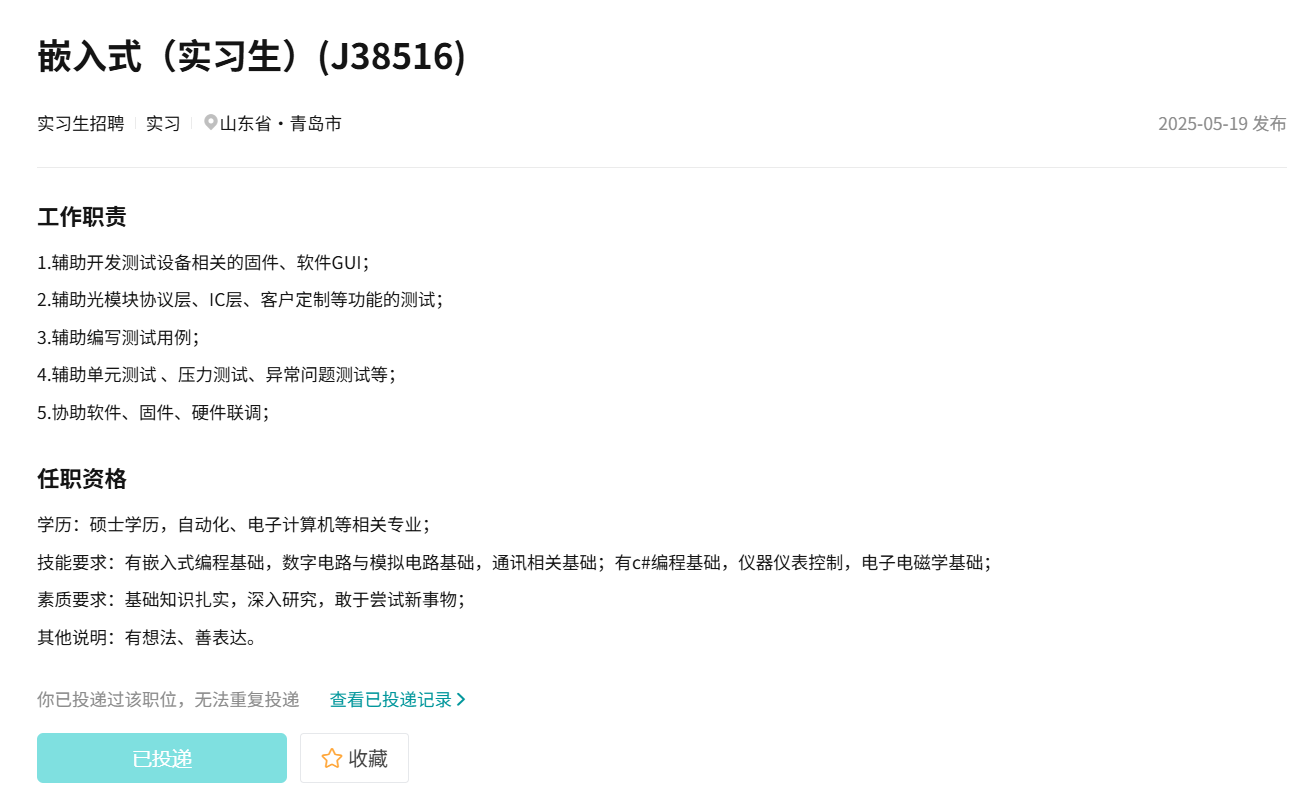 嵌入式（实习生）(J38516)
实习生招聘 实习 山东省・青岛市 2025-05-19 发布
工作职责
1.辅助开发测试设备相关的固件、软件GUI；
2.辅助光模块协议层、IC层、客户定制等功能的测试；
3.辅助编写测试用例；
4.辅助单元测试 、压力测试、异常问题测试等；
5.协助软件、固件、硬件联调；
任职资格
学历：硕士学历，自动化、电子计算机等相关专业；
技能要求：有嵌入式编程基础，数字电路与模拟电路基础，通讯相关基础；有c#编程基础，仪器仪表控制，电子电磁学基础；
素质要求：基础知识扎实，深入研究，敢于尝试新事物；
其他说明：有想法、善表达。
你已投递过该职位，无法重复投递 查看已投递记录
已投递 收藏